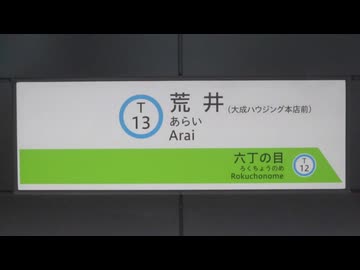 T
13
荒井
(大成ハウジング本店前)
あらい
Arai
六丁の目
ろくちょうのめ
Rokuchonome
T
12